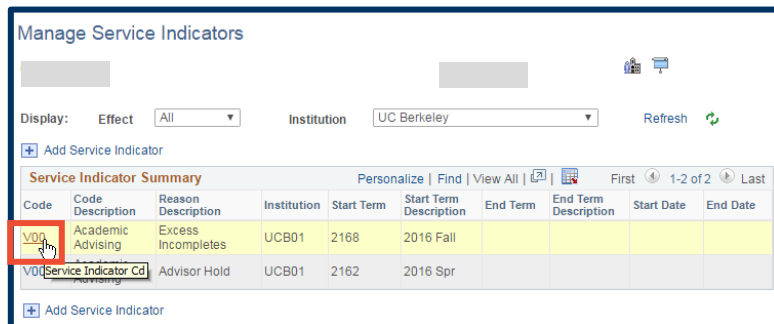 Manage Service Indicators
Display: Effect All Institution UC Berkeley Refresh
Add Service Indicator
Service Indicator Summary Personalize | Find | View All | First 1-2 of 2 Last
Code Code Description Reason Description Institution Start Term Start Term Description End Term End Term Description Start Date End Date
V00 Academic Advising Excess Incompletes UCB01 2168 2016 Fall
V00 Advising Advisor Hold UCB01 2162 2016 Spr
Service Indicator Cd
Add Service Indicator